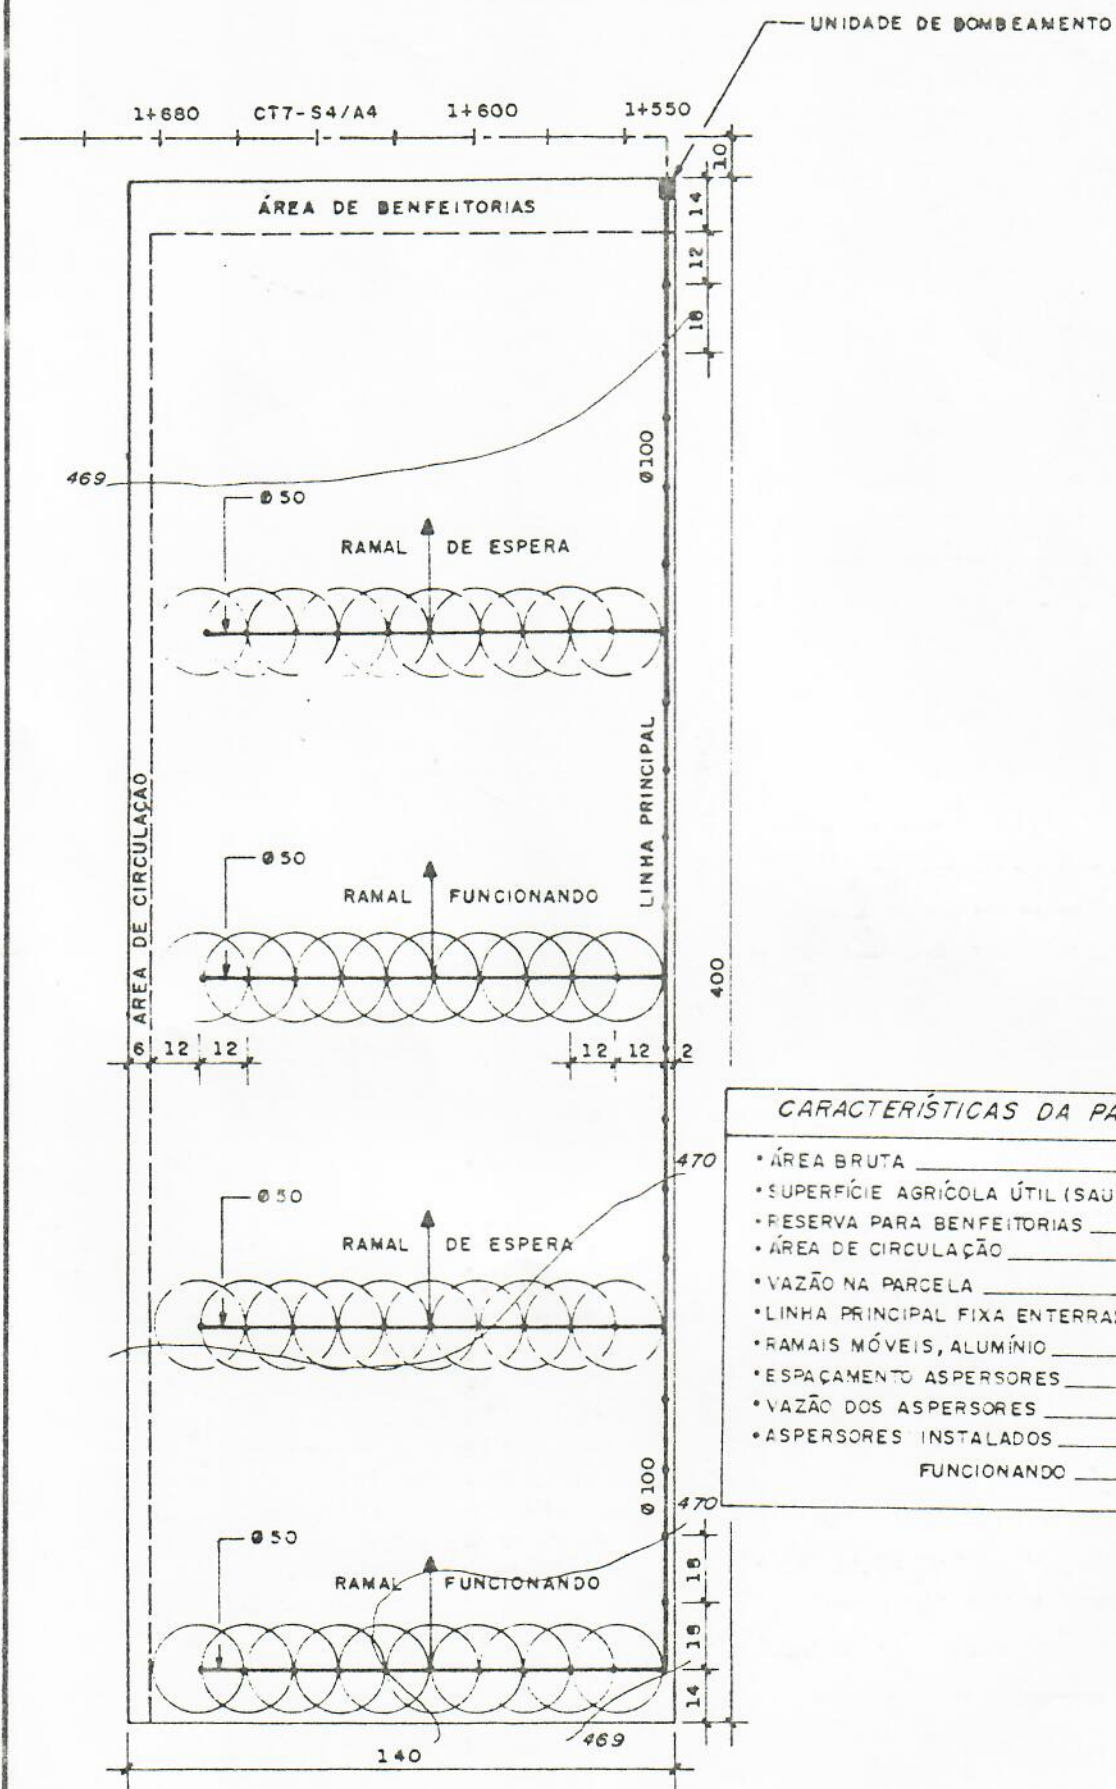 UNIDADE DE BOMBEAMENTO
1+680 CT7-S4/A4 1+600 1+550
10
ÁREA DE BENFEITORIAS
14
12
18
Ø100
469
Ø50
RAMAL DE ESPERA
LINHA PRINCIPAL
ÁREA DE CIRCULAÇÃO
Ø50
RAMAL FUNCIONANDO
400
6 12 12 12 12 2
CARACTERÍSTICAS DA PA
• ÁREA BRUTA
• SUPERFÍCIE AGRÍCOLA ÚTIL (SAU
• RESERVA PARA BENFEITORIAS
• ÁREA DE CIRCULAÇÃO
• VAZÃO NA PARCELA
• LINHA PRINCIPAL FIXA ENTERRA
• RAMAIS MÓVEIS, ALUMÍNIO
• ESPAÇAMENTO ASPERSORES
• VAZÃO DOS ASPERSORES
• ASPERSORES INSTALADOS
FUNCIONANDO
470
Ø50
RAMAL DE ESPERA
Ø100
470
Ø50
RAMAL FUNCIONANDO
18
18
14
469
140